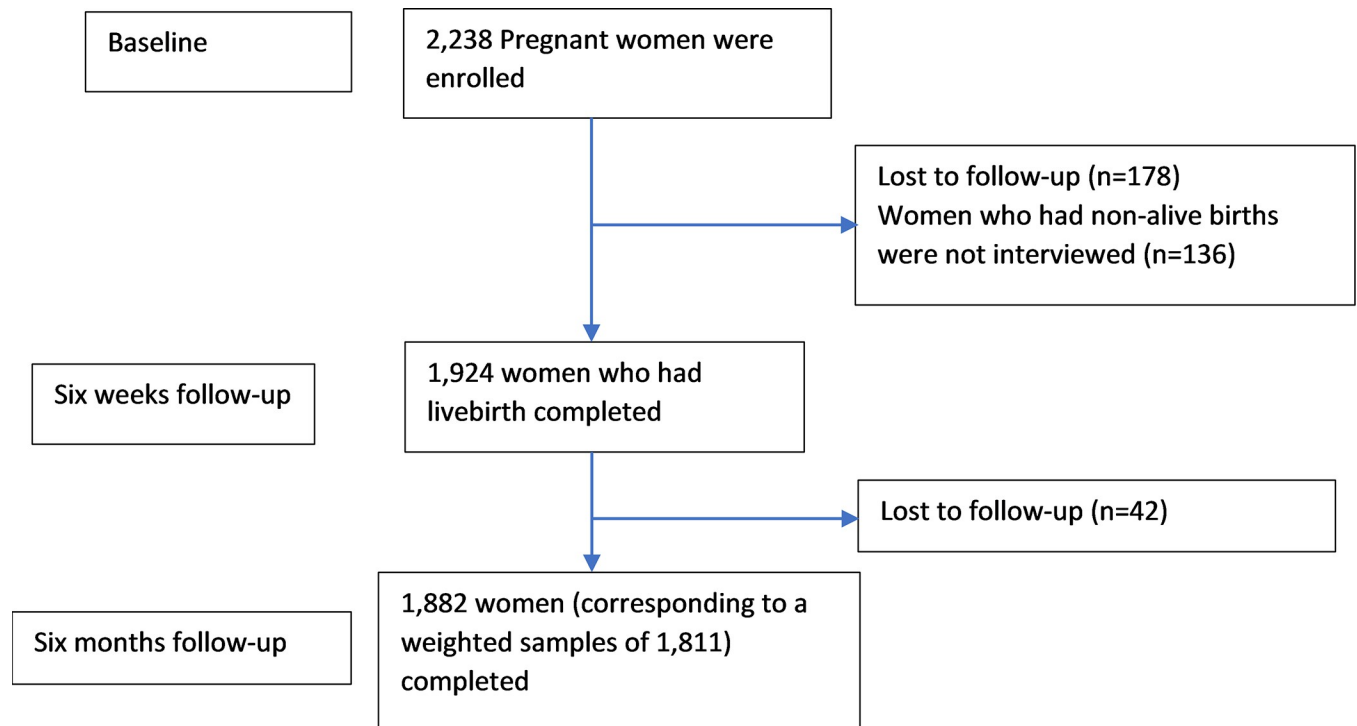 Baseline
2,238 Pregnant women were
enrolled
Lost to follow-up (n=178)
Women who had non-alive births
were not interviewed (n=136)
Six weeks follow-up
1,924 women who had
livebirth completed
Lost to follow-up (n=42)
Six months follow-up
1,882 women (corresponding to a
weighted samples of 1,811)
completed